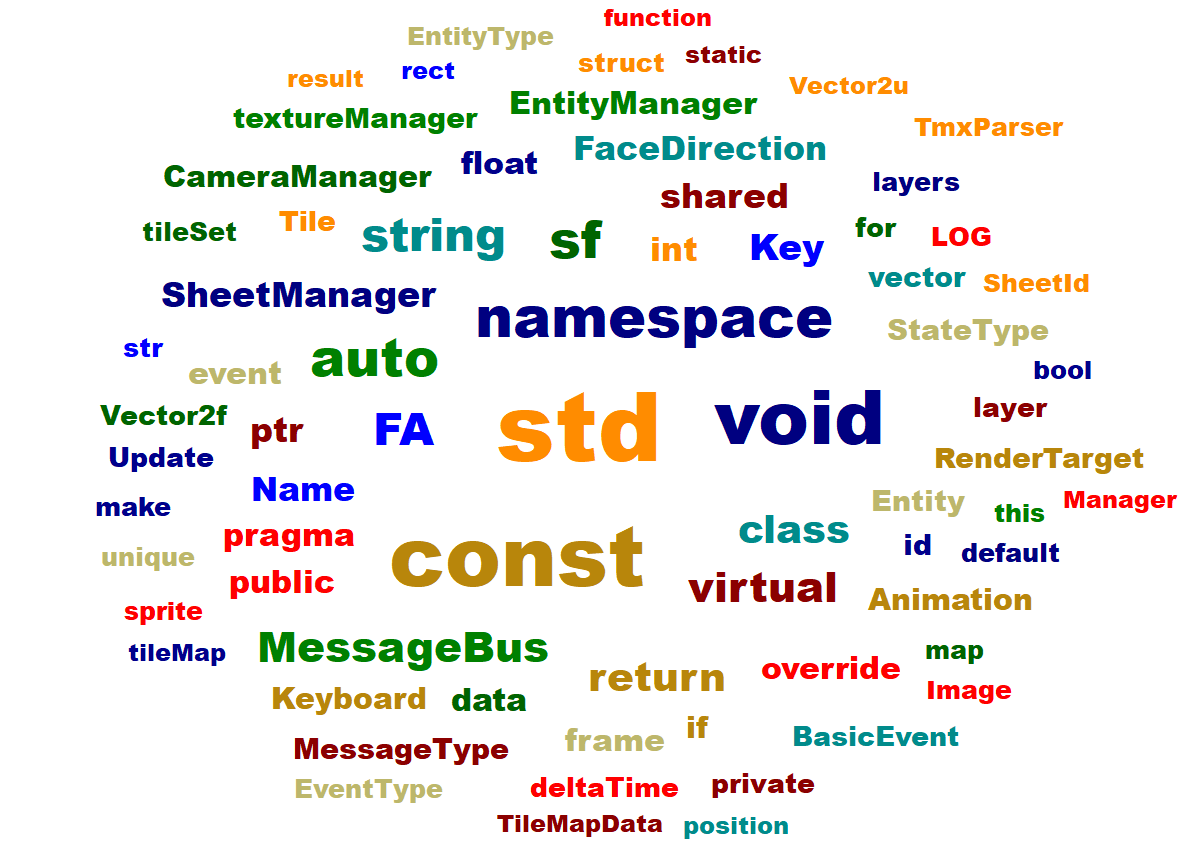 function
EntityType
static
struct
rect
result
Vector2u
EntityManager
textureManager
TmxParser
FaceDirection
float
CameraManager
layers
shared
Tile
for
tileSet
string
sf
LOG
Key
int
vector
SheetId
SheetManager
namespace
StateType
str
auto
bool
event
layer
Vector2f
void
std
FA
ptr
Update
RenderTarget
Name
Manager
Entity
make
this
class
pragma
id
default
unique
const
public
virtual
Animation
sprite
MessageBus
map
tileMap
override
return
Image
Keyboard
data
if
BasicEvent
frame
MessageType
private
deltaTime
EventType
TileMapData
position